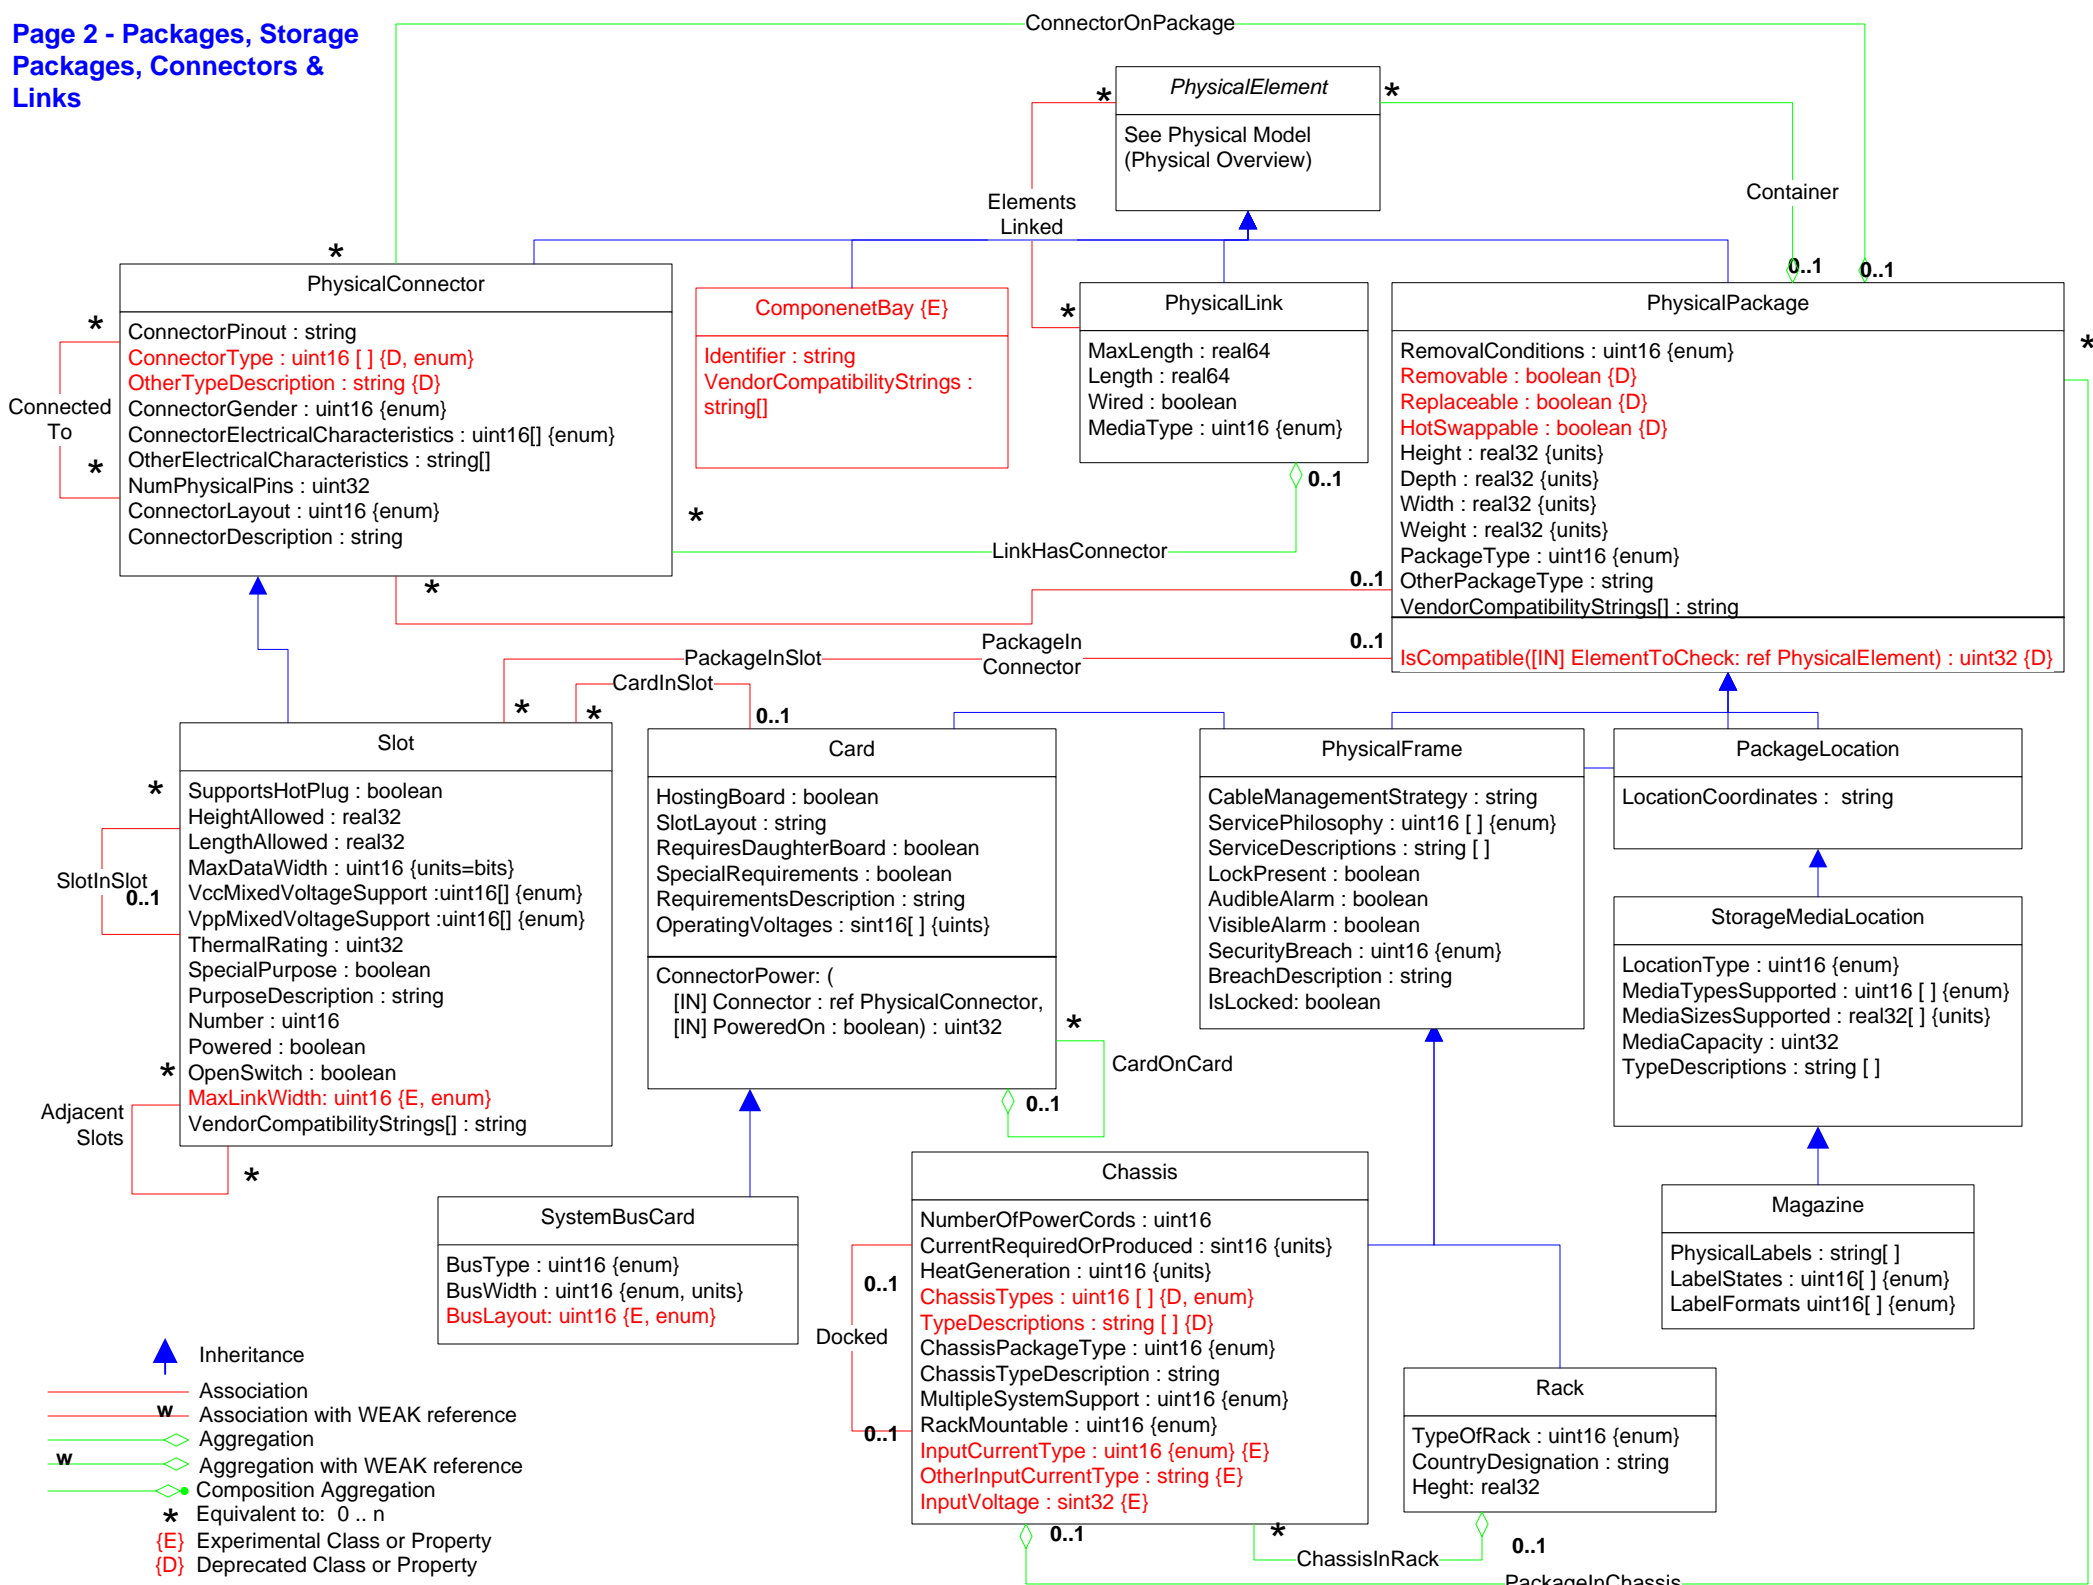 Page 2 - Packages, Storage
Packages, Connectors &
Links
ConnectorOnPackage
PhysicalElement
See Physical Model
(Physical Overview)
*
*
Elements
Linked
Container
*
0..1
0..1
PhysicalConnector
ConnectorPinout : string
ConnectorType : uint16 [ ] {D, enum}
OtherTypeDescription : string {D}
ConnectorGender : uint16 {enum}
ConnectorElectricalCharacteristics : uint16[] {enum}
OtherElectricalCharacteristics : string[]
NumPhysicalPins : uint32
ConnectorLayout : uint16 {enum}
ConnectorDescription : string
*
Connected
To
*
ComponenetBay {E}
Identifier : string
VendorCompatibilityStrings :
string[]
*
PhysicalLink
MaxLength : real64
Length : real64
Wired : boolean
MediaType : uint16 {enum}
0..1
*
LinkHasConnector
PhysicalPackage
RemovalConditions : uint16 {enum}
Removable : boolean {D}
Replaceable : boolean {D}
HotSwappable : boolean {D}
Height : real32 {units}
Depth : real32 {units}
Width : real32 {units}
Weight : real32 {units}
PackageType : uint16 {enum}
OtherPackageType : string
VendorCompatibilityStrings[] : string
IsCompatible([IN] ElementToCheck: ref PhysicalElement) : uint32 {D}
*
*
0..1
0..1
PackageIn
Connector
PackageInSlot
CardInSlot
*
*
0..1
Slot
SupportsHotPlug : boolean
HeightAllowed : real32
LengthAllowed : real32
MaxDataWidth : uint16 {units=bits}
VccMixedVoltageSupport :uint16[] {enum}
VppMixedVoltageSupport :uint16[] {enum}
ThermalRating : uint32
SpecialPurpose : boolean
PurposeDescription : string
Number : uint16
Powered : boolean
OpenSwitch : boolean
MaxLinkWidth: uint16 {E, enum}
VendorCompatibilityStrings[] : string
*
SlotInSlot
0..1
*
Adjacent
Slots
*
Card
HostingBoard : boolean
SlotLayout : string
RequiresDaughterBoard : boolean
SpecialRequirements : boolean
RequirementsDescription : string
OperatingVoltages : sint16[ ] {uints}
ConnectorPower: (
[IN] Connector : ref PhysicalConnector,
[IN] PoweredOn : boolean) : uint32
*
CardOnCard
0..1
PhysicalFrame
CableManagementStrategy : string
ServicePhilosophy : uint16 [ ] {enum}
ServiceDescriptions : string [ ]
LockPresent : boolean
AudibleAlarm : boolean
VisibleAlarm : boolean
SecurityBreach : uint16 {enum}
BreachDescription : string
IsLocked: boolean
PackageLocation
LocationCoordinates :  string
StorageMediaLocation
LocationType : uint16 {enum}
MediaTypesSupported : uint16 [ ] {enum}
MediaSizesSupported : real32[ ] {units}
MediaCapacity : uint32
TypeDescriptions : string [ ]
Magazine
PhysicalLabels : string[ ]
LabelStates : uint16[ ] {enum}
LabelFormats uint16[ ] {enum}
SystemBusCard
BusType : uint16 {enum}
BusWidth : uint16 {enum, units}
BusLayout: uint16 {E, enum}
Chassis
NumberOfPowerCords : uint16
CurrentRequiredOrProduced : sint16 {units}
HeatGeneration : uint16 {units}
ChassisTypes : uint16 [ ] {D, enum}
TypeDescriptions : string [ ] {D}
ChassisPackageType : uint16 {enum}
ChassisTypeDescription : string
MultipleSystemSupport : uint16 {enum}
RackMountable : uint16 {enum}
InputCurrentType : uint16 {enum} {E}
OtherInputCurrentType : string {E}
InputVoltage : sint32 {E}
0..1
Docked
0..1
Rack
TypeOfRack : uint16 {enum}
CountryDesignation : string
Heght: real32
0..1
*
ChassisInRack
0..1
PackageInChassis
Inheritance
Association
w Association with WEAK reference
Aggregation
w Aggregation with WEAK reference
Composition Aggregation
* Equivalent to:  0 .. n
{E} Experimental Class or Property
{D} Deprecated Class or Property